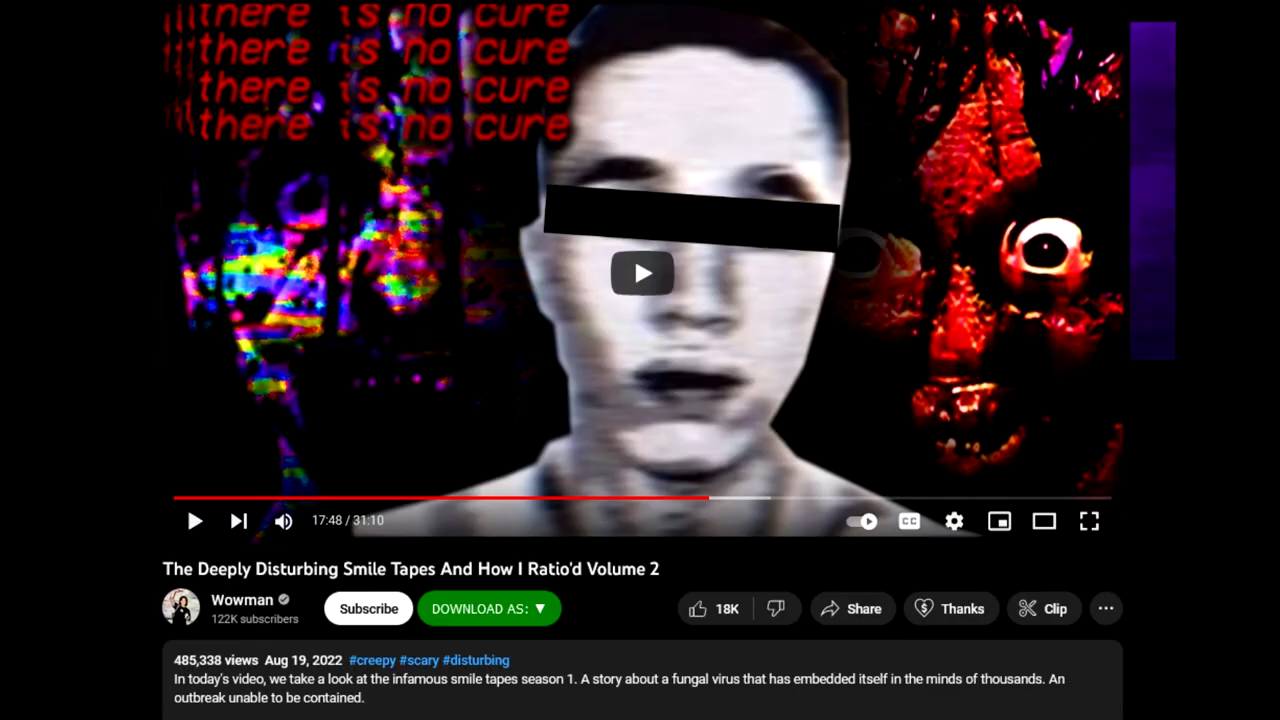 there is no cure
there is no cure
there is no cure
there is no cure
17:48 / 31:10
CC
The Deeply Disturbing Smile Tapes And How I Ratio'd Volume 2
Wowman
122K subscribers
Subscribe
DOWNLOAD AS: ▼
18K
Share
Thanks
Clip
485,338 views Aug 19, 2022 #creepy #scary #disturbing
In today's video, we take a look at the infamous smile tapes season 1. A story about a fungal virus that has embedded itself in the minds of thousands. An
outbreak unable to be contained.